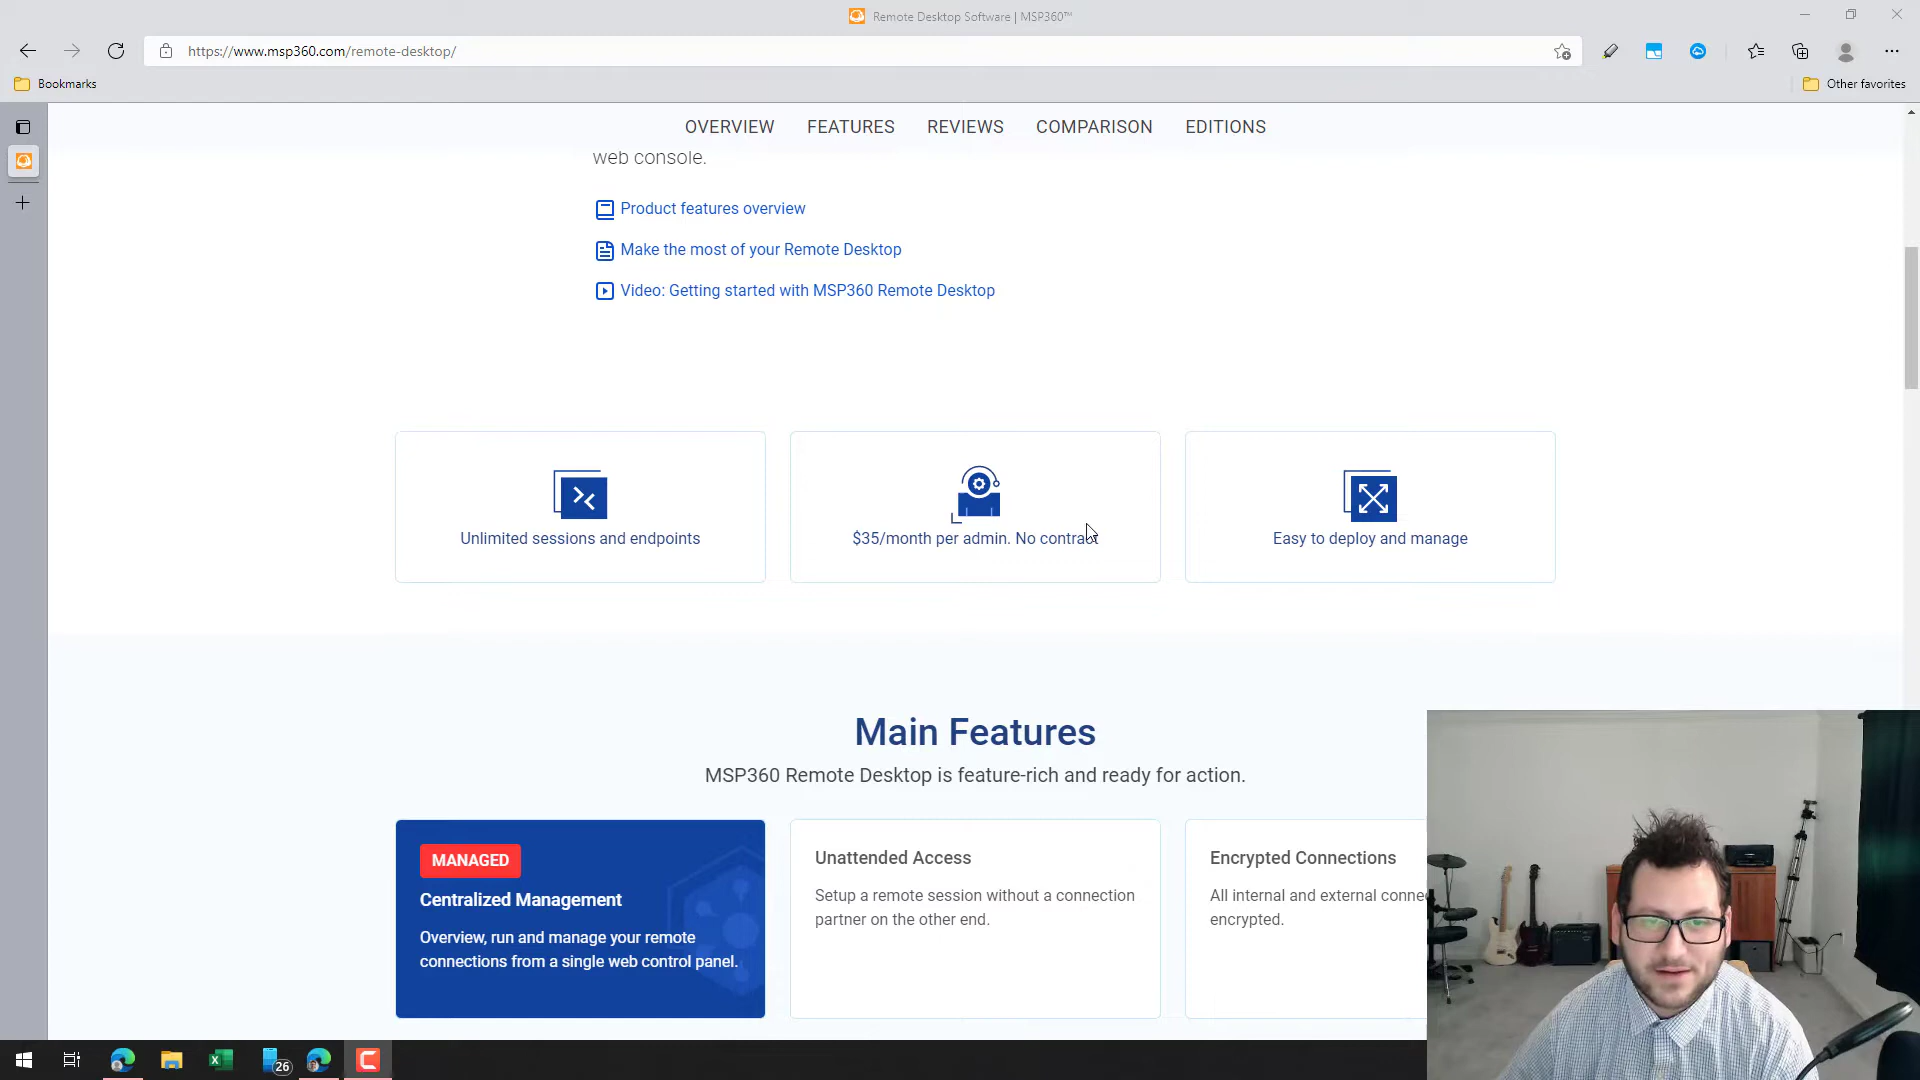 Remote Desktop Software | MSP360™
https://www.msp360.com/remote-desktop/
Bookmarks
Other favorites
OVERVIEW FEATURES REVIEWS COMPARISON EDITIONS
web console.
Product features overview
Make the most of your Remote Desktop
Video: Getting started with MSP360 Remote Desktop
Unlimited sessions and endpoints
$35/month per admin. No contract
Easy to deploy and manage
Main Features
MSP360 Remote Desktop is feature-rich and ready for action.
MANAGED
Centralized Management
Overview, run and manage your remote
connections from a single web control panel.
Unattended Access
Setup a remote session without a connection
partner on the other end.
Encrypted Connections
All internal and external conne
encrypted.
26